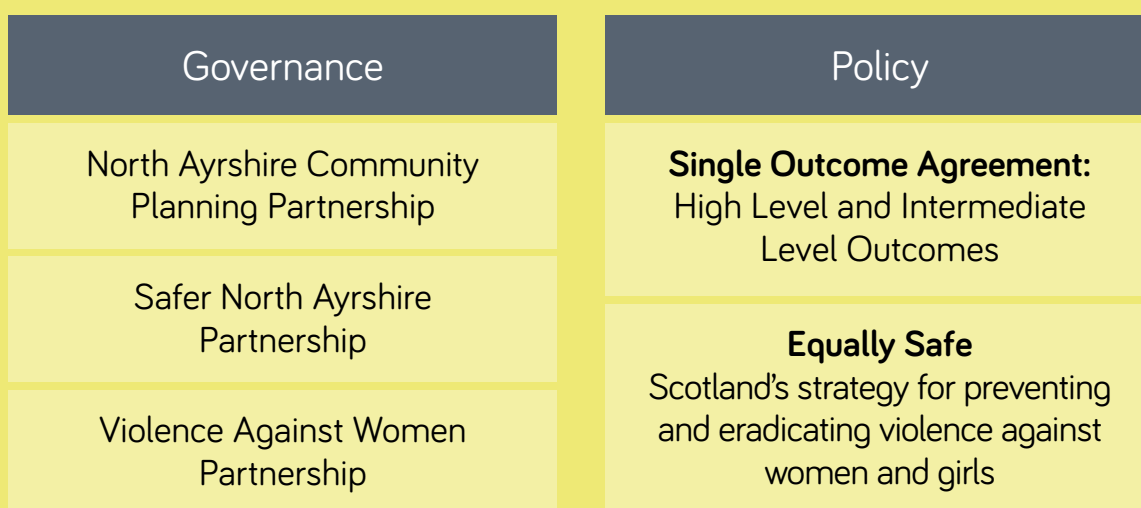 Governance
North Ayrshire Community
Planning Partnership
Safer North Ayrshire
Partnership
Violence Against Women
Partnership
Policy
Single Outcome Agreement:
High Level and Intermediate
Level Outcomes
Equally Safe
Scotland's strategy for preventing
and eradicating violence against
women and girls